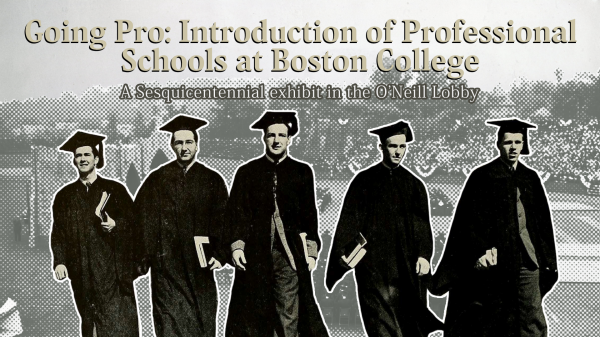 Going Pro: Introduction of Professional
Schools at Boston College
A Sesquicentennial exhibit in the O'Neill Lobby